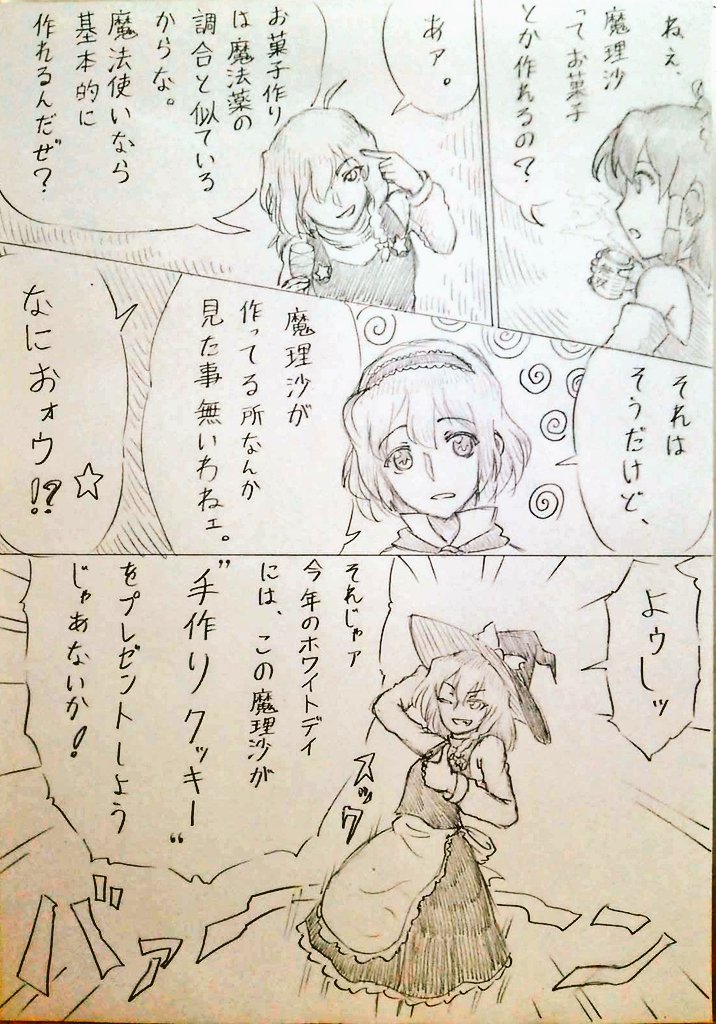 ねぇ、
魔理沙
ってお菓子
とか作れるの?
あァ。
お菓子作り
は魔法薬の
調合と似ている
からな。
魔法使いなら
基本的に
作れるんだぜ?
それは
そうだけど、
魔理沙が
作ってる所なんか
見た事無いわねェ。
なにおォウ!?☆
よゥしッ
それじゃァ
今年のホワイトデイ
には、この魔理沙が
"手作りクッキー"
をプレゼントしよう
じゃあないか!
スック
バァーーン